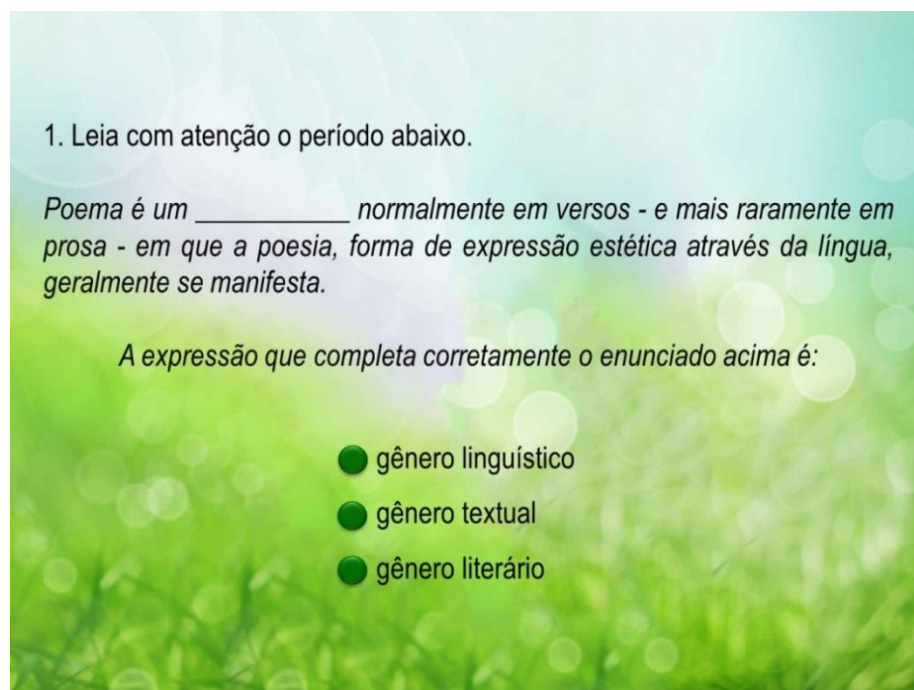 1. Leia com atenção o período abaixo.
Poema é um ___________ normalmente em versos - e mais raramente em
prosa - em que a poesia, forma de expressão estética através da língua,
geralmente se manifesta.
A expressão que completa corretamente o enunciado acima é:
gênero linguístico
gênero textual
gênero literário